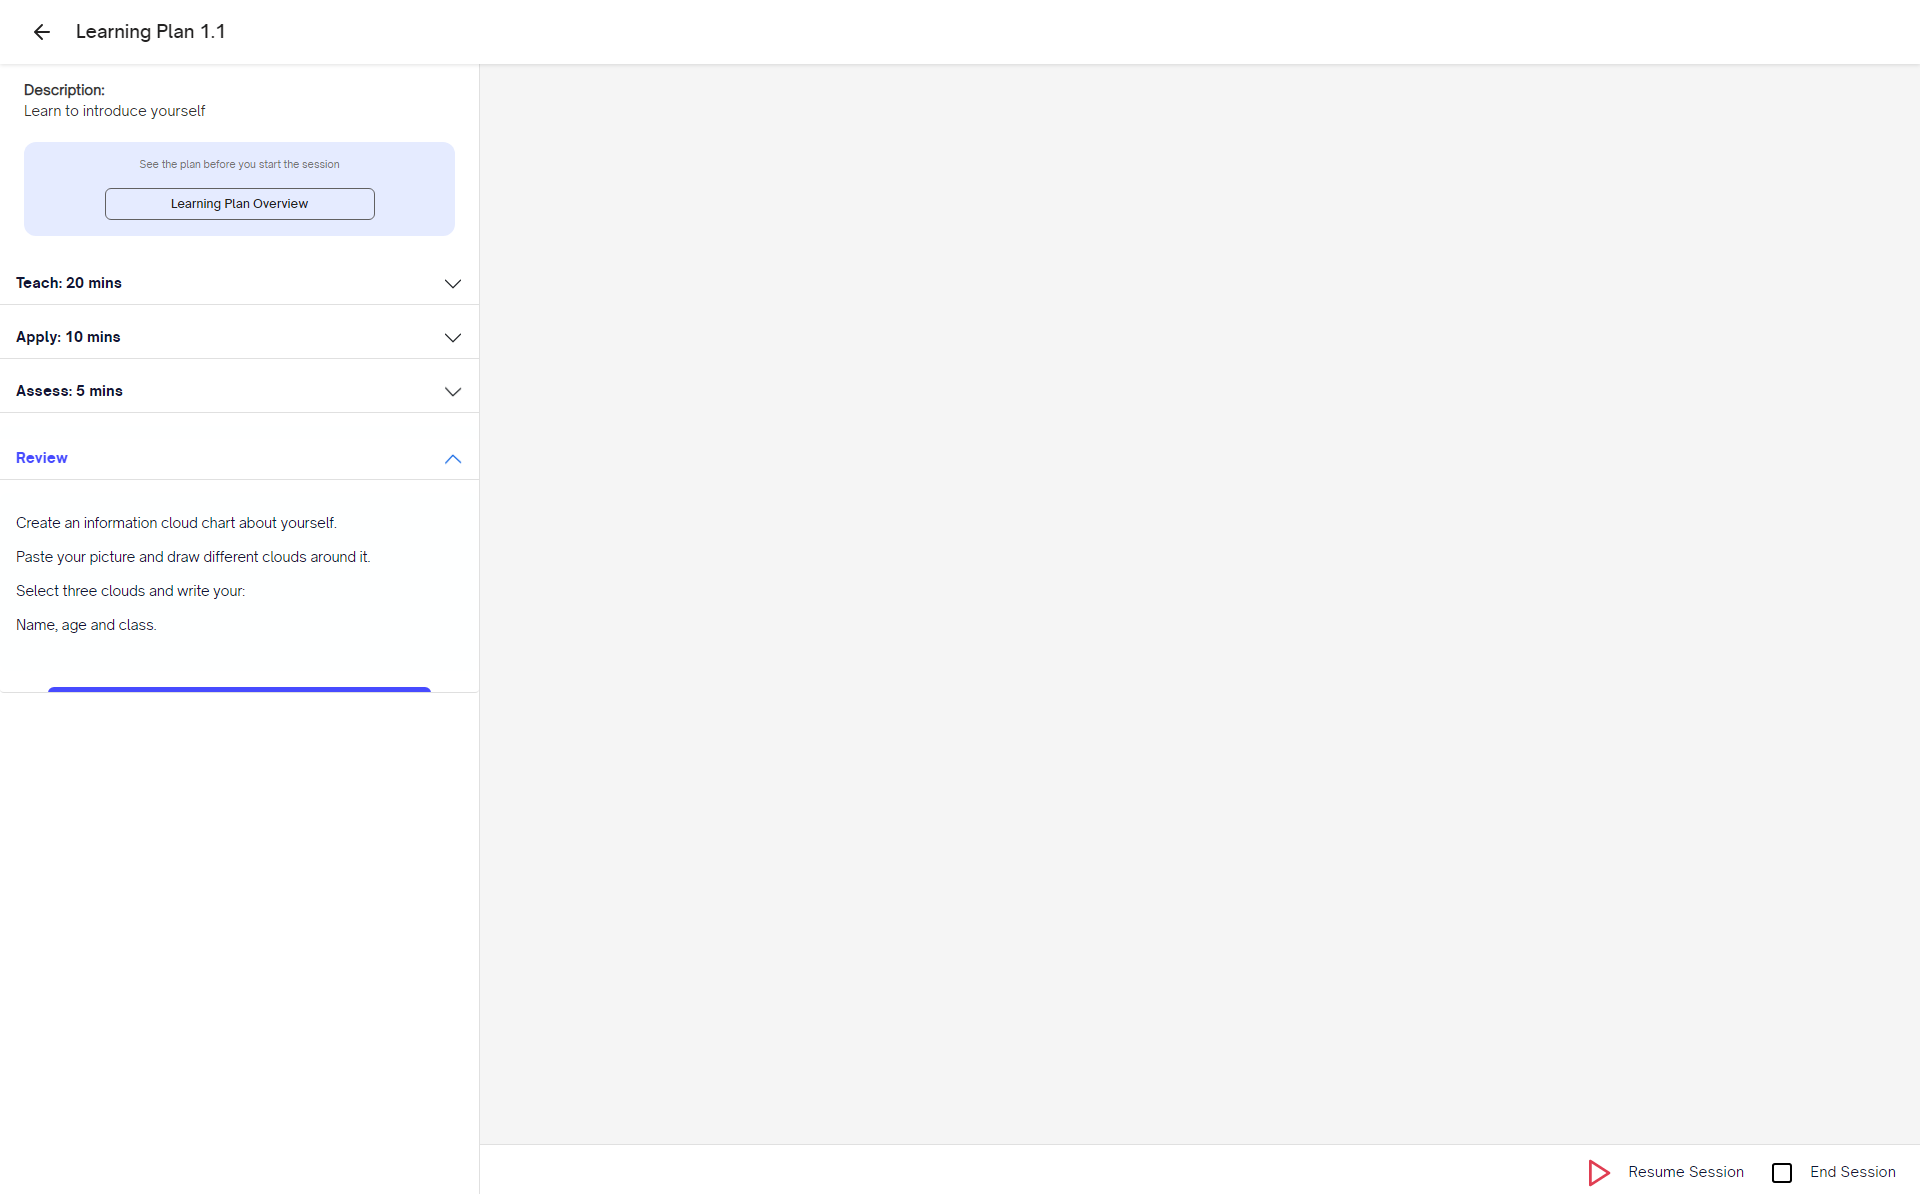 Learning Plan 1.1
Description:
Learn to introduce yourself
See the plan before you start the session
Learning Plan Overview
Teach: 20 mins
Apply: 10 mins
Assess: 5 mins
Review
Create an information cloud chart about yourself.
Paste your picture and draw different clouds around it.
Select three clouds and write your:
Name, age and class.
Resume Session
End Session